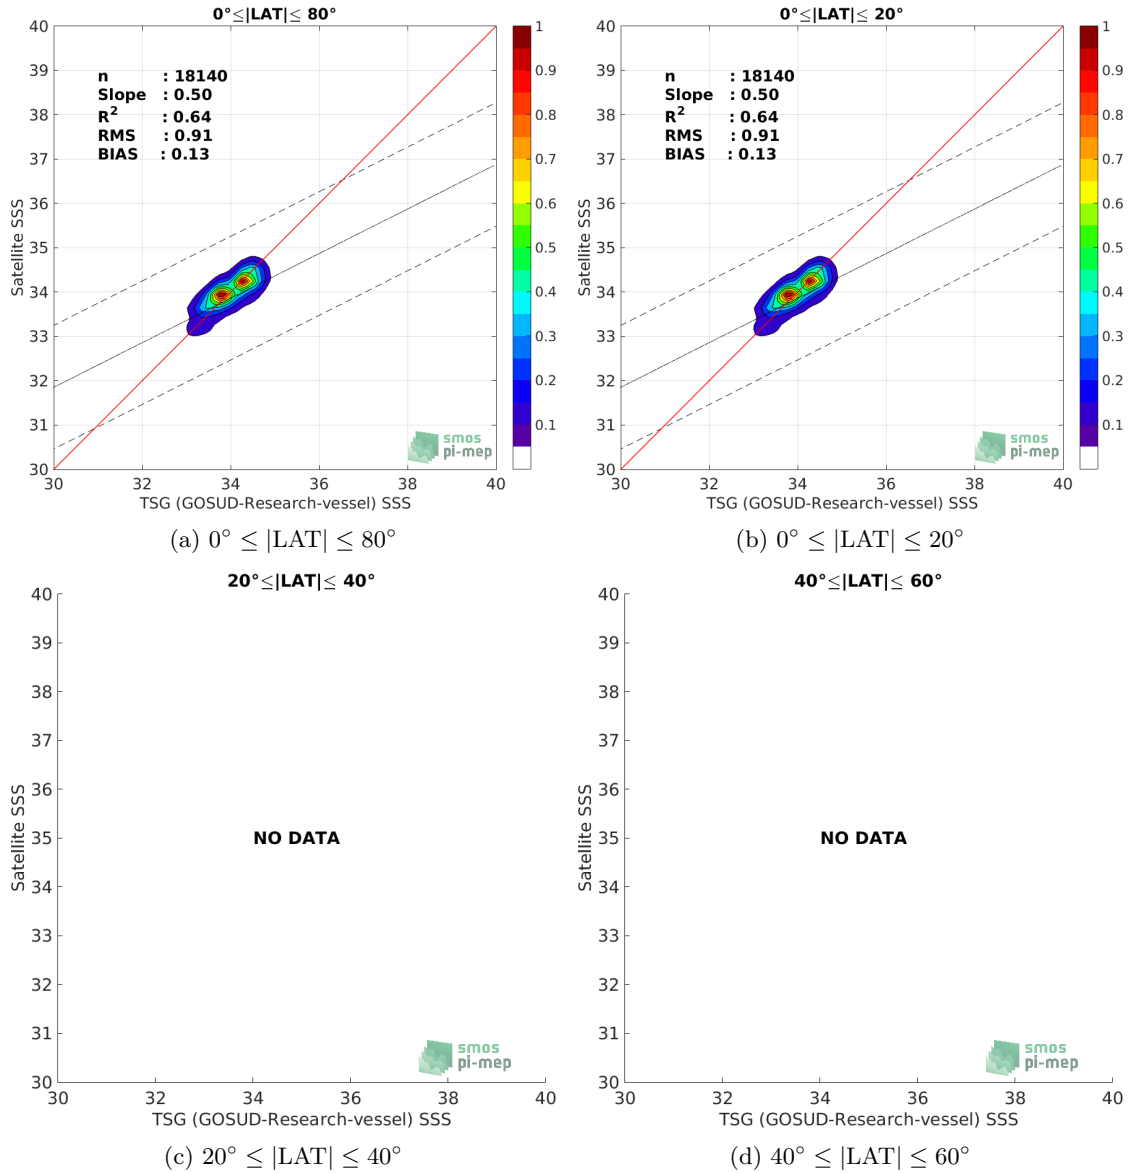 0°≤|LAT|≤ 80°
40
39
38
37
36
35
34
33
32
31
30
Satellite SSS
n : 18140
Slope : 0.50
R² : 0.64
RMS : 0.91
BIAS : 0.13
smos
pi-mep
30 32 34 36 38 40
TSG (GOSUD-Research-vessel) SSS
1
0.9
0.8
0.7
0.6
0.5
0.4
0.3
0.2
0.1
(a) 0° ≤ |LAT| ≤ 80°
0°≤|LAT|≤ 20°
40
39
38
37
36
35
34
33
32
31
30
Satellite SSS
n : 18140
Slope : 0.50
R² : 0.64
RMS : 0.91
BIAS : 0.13
smos
pi-mep
30 32 34 36 38 40
TSG (GOSUD-Research-vessel) SSS
1
0.9
0.8
0.7
0.6
0.5
0.4
0.3
0.2
0.1
(b) 0° ≤ |LAT| ≤ 20°
20°≤|LAT|≤ 40°
40
39
38
37
36
35
34
33
32
31
30
Satellite SSS
NO DATA
smos
pi-mep
30 32 34 36 38 40
TSG (GOSUD-Research-vessel) SSS
(c) 20° ≤ |LAT| ≤ 40°
40°≤|LAT|≤ 60°
40
39
38
37
36
35
34
33
32
31
30
Satellite SSS
NO DATA
smos
pi-mep
30 32 34 36 38 40
TSG (GOSUD-Research-vessel) SSS
(d) 40° ≤ |LAT| ≤ 60°